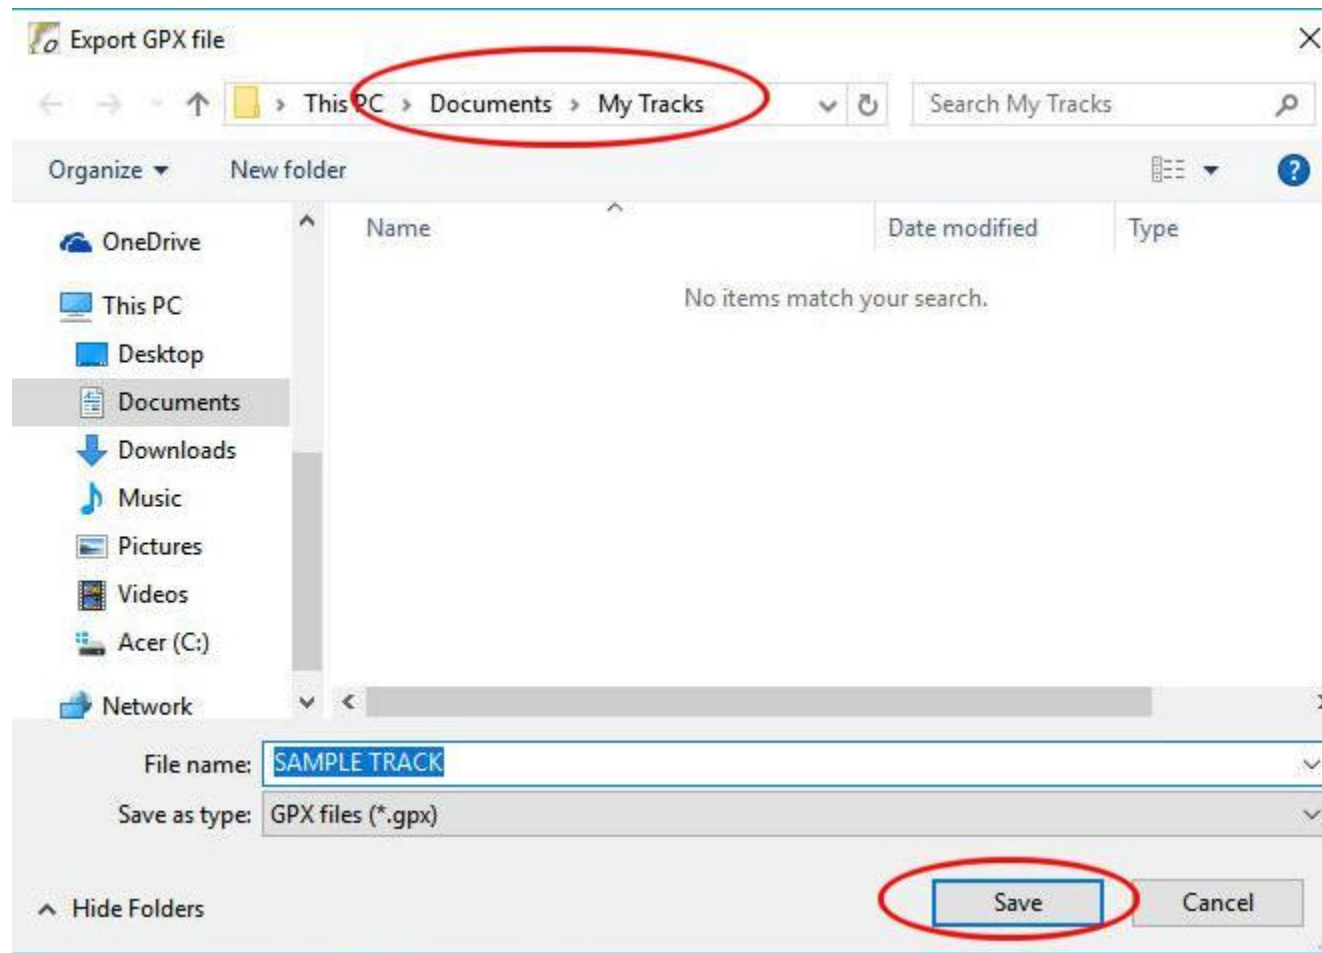 Export GPX file
This PC > Documents > My Tracks
Search My Tracks
Organize
New folder
?
Name
Date modified
Type
No items match your search.
OneDrive
This PC
Desktop
Documents
Downloads
Music
Pictures
Videos
Acer (C:)
Network
File name: SAMPLE TRACK
Save as type: GPX files (*.gpx)
Hide Folders
Save
Cancel